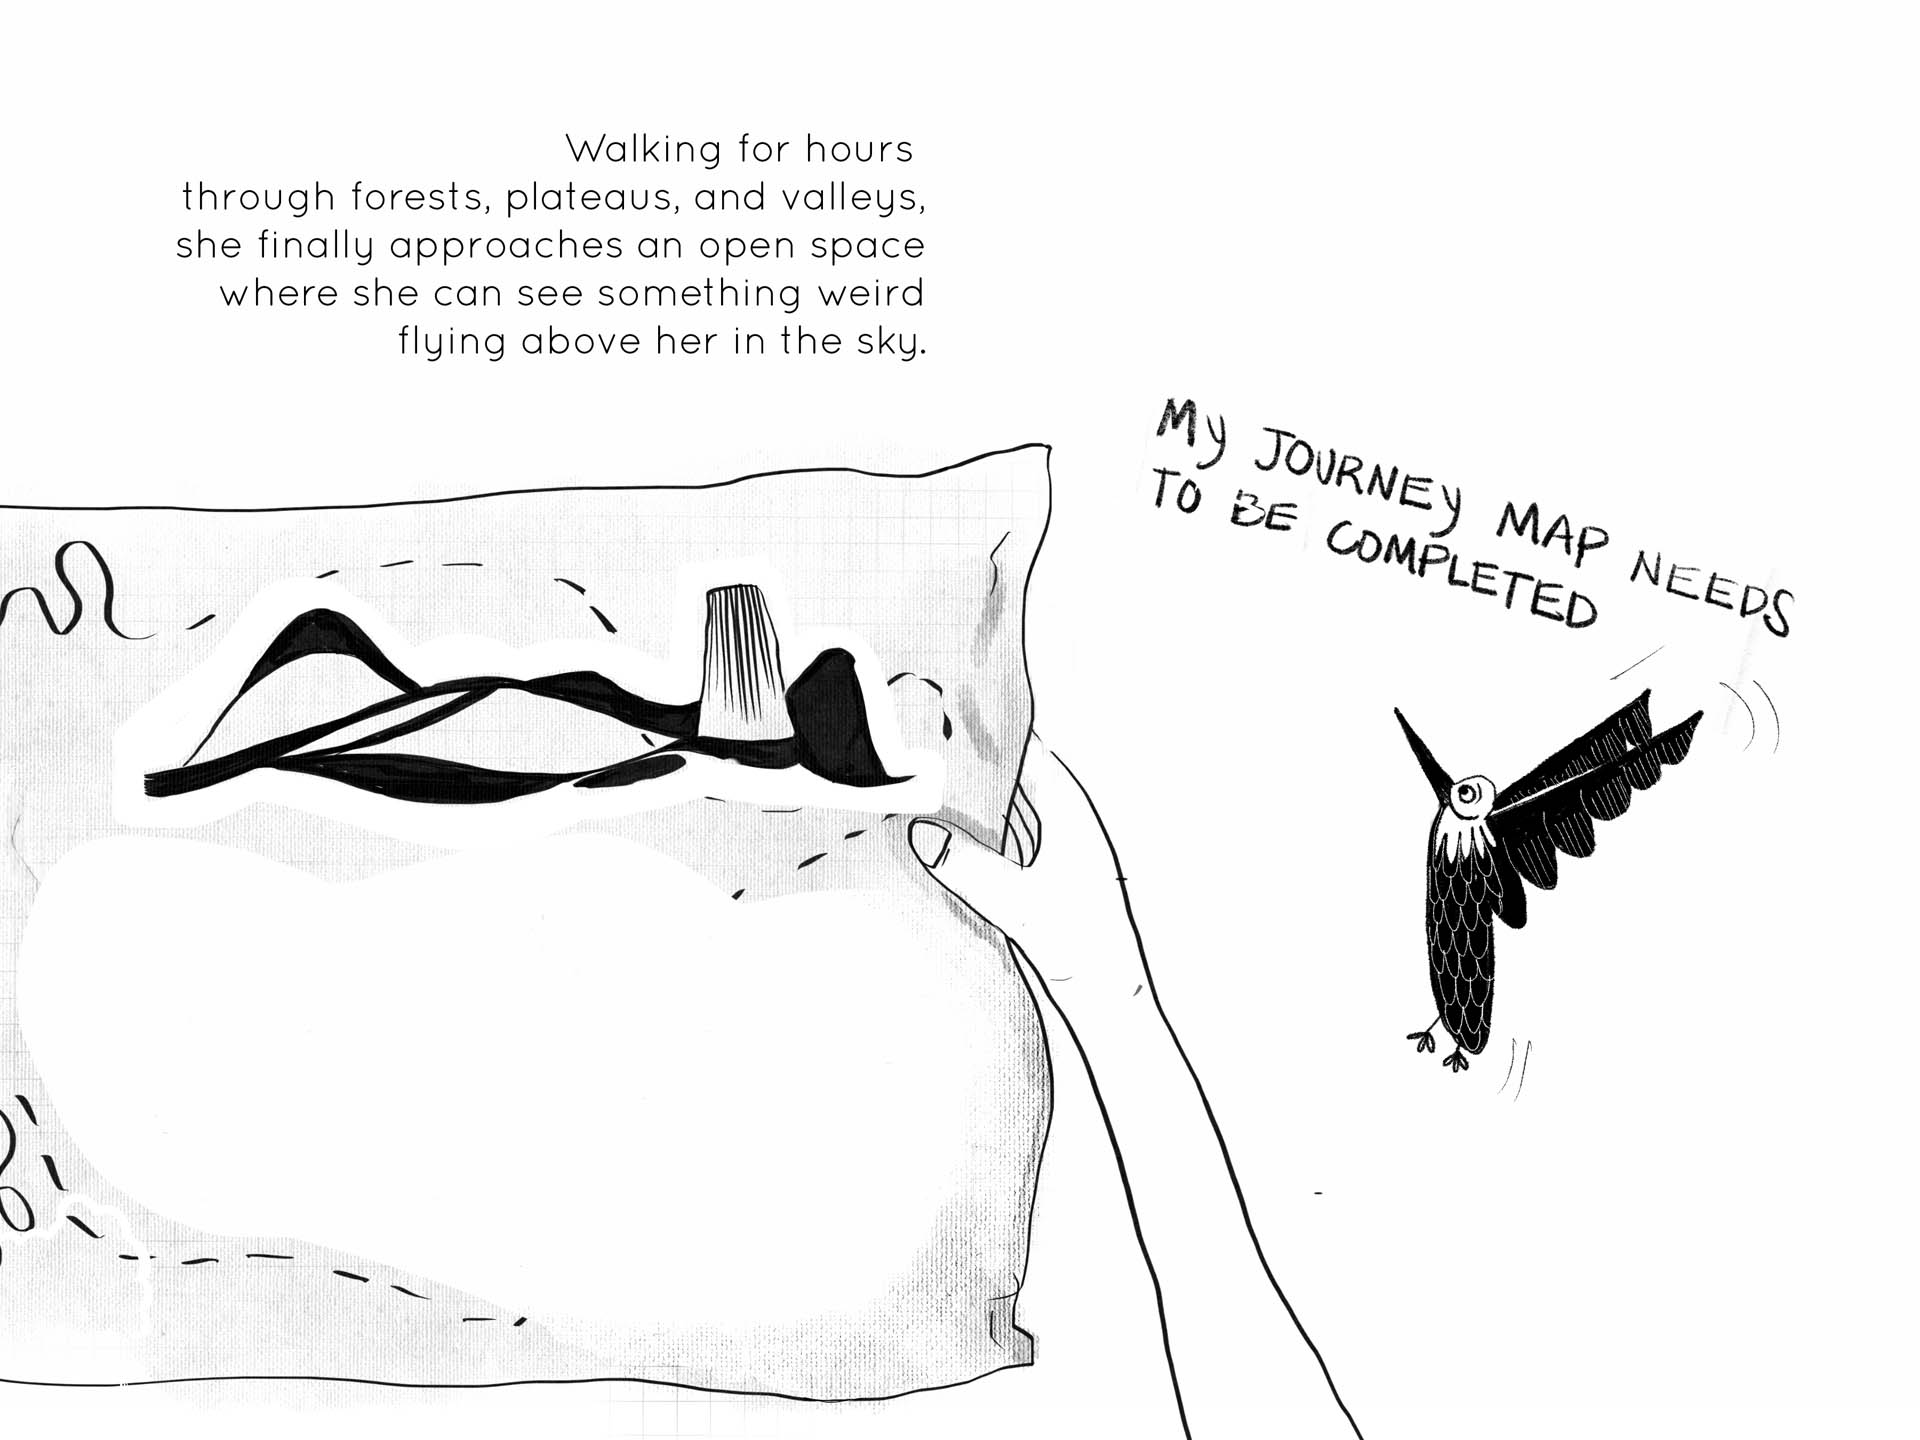 Walking for hours
through forests, plateaus, and valleys,
she finally approaches an open space
where she can see something weird
flying above her in the sky.
My JOURNEY MAP NEEDS
TO BE COMPLETED